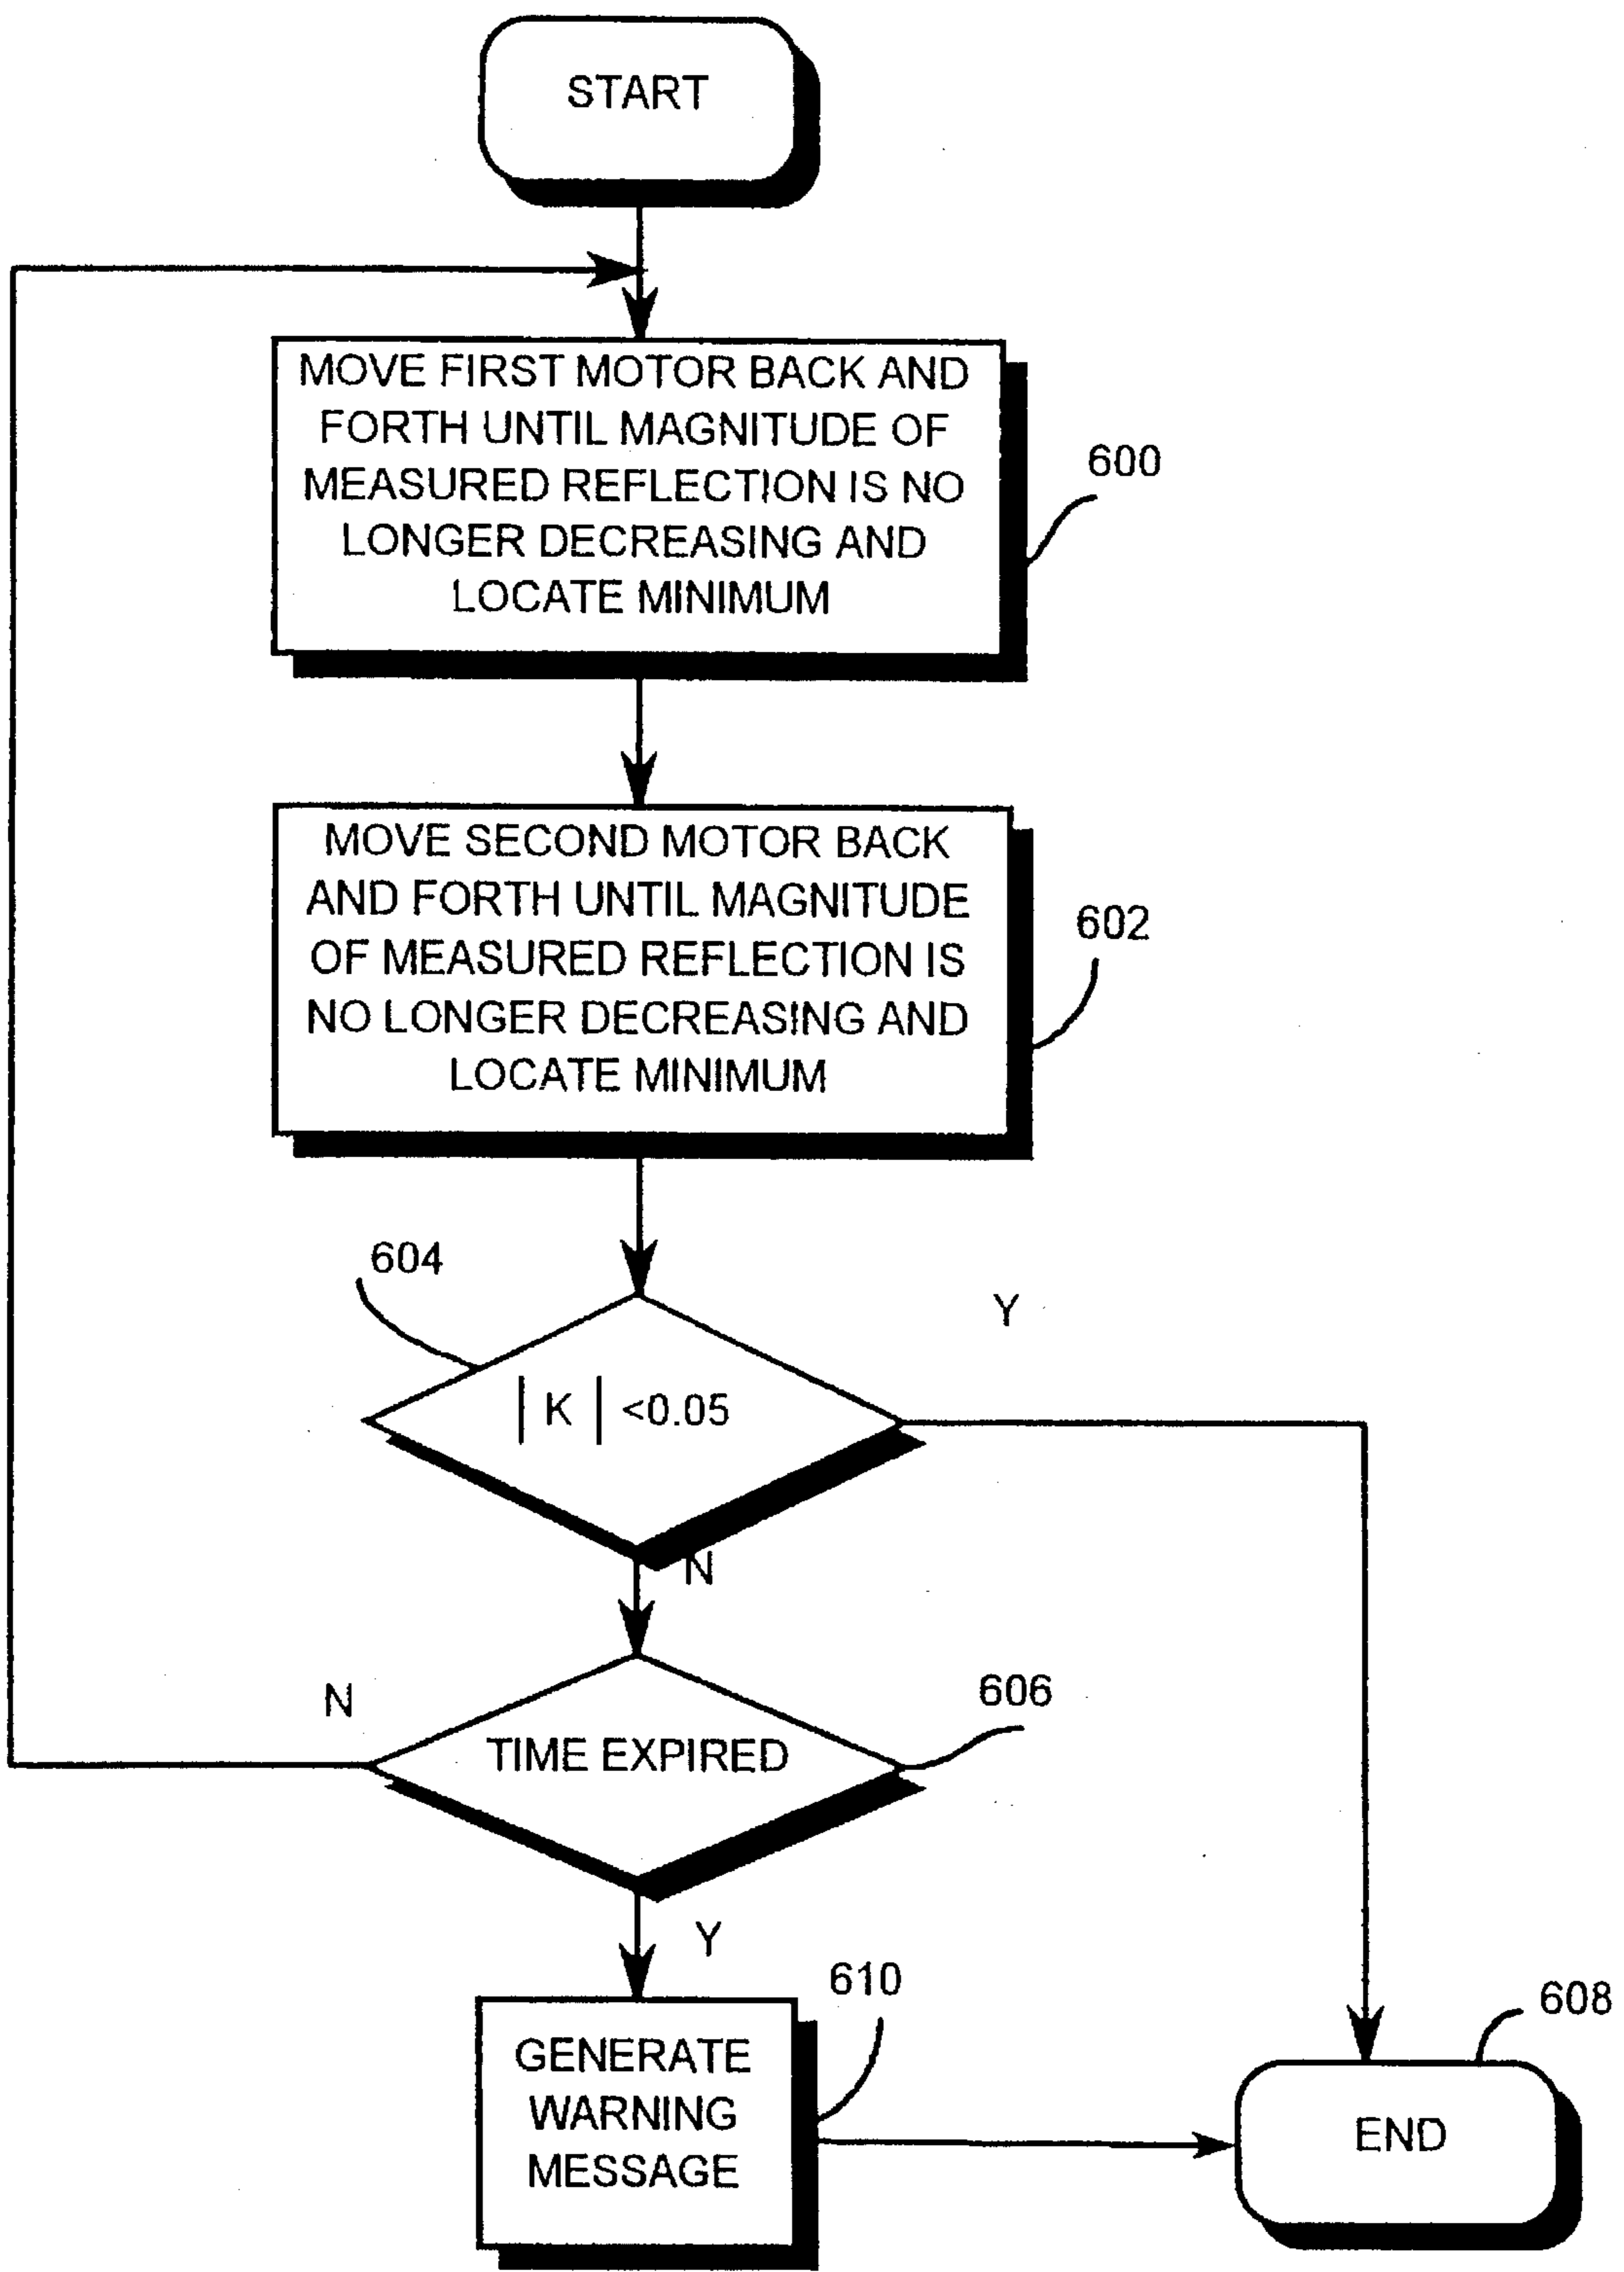 START
MOVE FIRST MOTOR BACK AND
FORTH UNTIL MAGNITUDE OF
MEASURED REFLECTION IS NO
LONGER DECREASING AND
LOCATE MINIMUM
600
MOVE SECOND MOTOR BACK
AND FORTH UNTIL MAGNITUDE
OF MEASURED REFLECTION IS
NO LONGER DECREASING AND
LOCATE MINIMUM
602
604
Y
| K | <0.05
N
N
606
TIME EXPIRED
Y
610
608
GENERATE
WARNING
MESSAGE
END